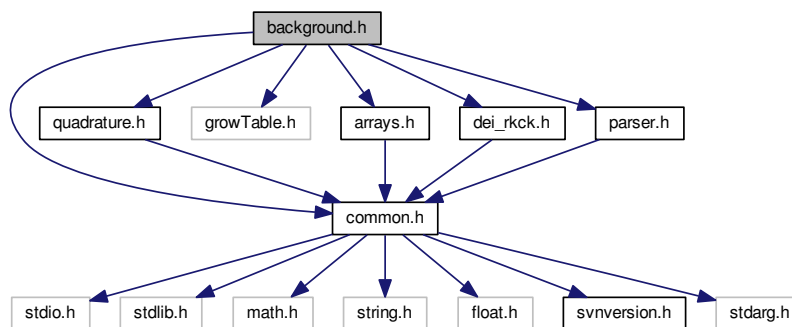 background.h
quadrature.h
growTable.h
arrays.h
dei_rkck.h
parser.h
common.h
stdio.h
stdlib.h
math.h
string.h
float.h
svnversion.h
stdarg.h